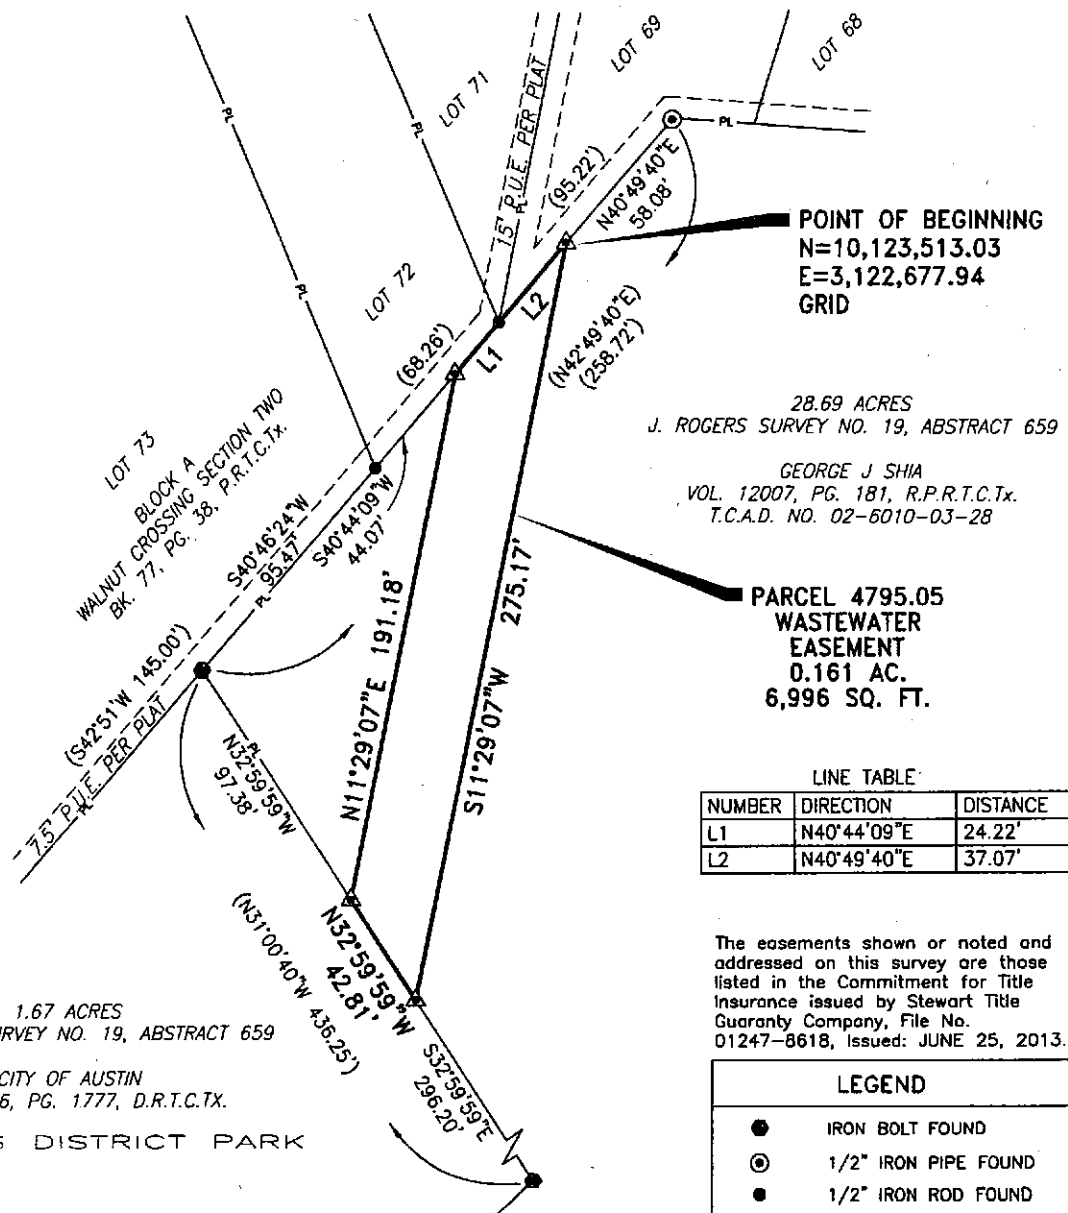 LOT 69
LOT 68
LOT 71
PL
PL
PL
15' P.U.E. PER PLAT
PL
(95.22')
N40°49'40"E
58.08'
POINT OF BEGINNING
N=10,123,513.03
E=3,122,677.94
GRID
LOT 72
PL
L2
L1
(68.26')
(N42°49'40"E)
(258.72')
28.69 ACRES
J. ROGERS SURVEY NO. 19, ABSTRACT 659
GEORGE J SHIA
VOL. 12007, PG. 181, R.P.R.T.C.Tx.
T.C.A.D. NO. 02-6010-03-28
LOT 73
BLOCK A
WALNUT CROSSING SECTION TWO
BK. 77, PG. 38, P.R.T.C.Tx.
S40°46'24"W
95.47'
PL
S40°44'09"W
44.07'
N11°29'07"E 191.18'
S11°29'07"W 275.17'
PARCEL 4795.05
WASTEWATER
EASEMENT
0.161 AC.
6,996 SQ. FT.
(S42°51'W 145.00')
7.5' P.U.E. PER PLAT
PL
PL
N32°59'59"W
97.38'
LINE TABLE
NUMBER DIRECTION DISTANCE
L1 N40°44'09"E 24.22'
L2 N40°49'40"E 37.07'
N32°59'59"W
42.81'
(N31°00'40"W 436.25')
S32°59'59"E
296.20'
The easements shown or noted and
addressed on this survey are those
listed in the Commitment for Title
Insurance issued by Stewart Title
Guaranty Company, File No.
01247-8618, Issued: JUNE 25, 2013.
1.67 ACRES
RVEY NO. 19, ABSTRACT 659
CITY OF AUSTIN
6, PG. 1777, D.R.T.C.TX.
S DISTRICT PARK
LEGEND
IRON BOLT FOUND
1/2" IRON PIPE FOUND
1/2" IRON ROD FOUND